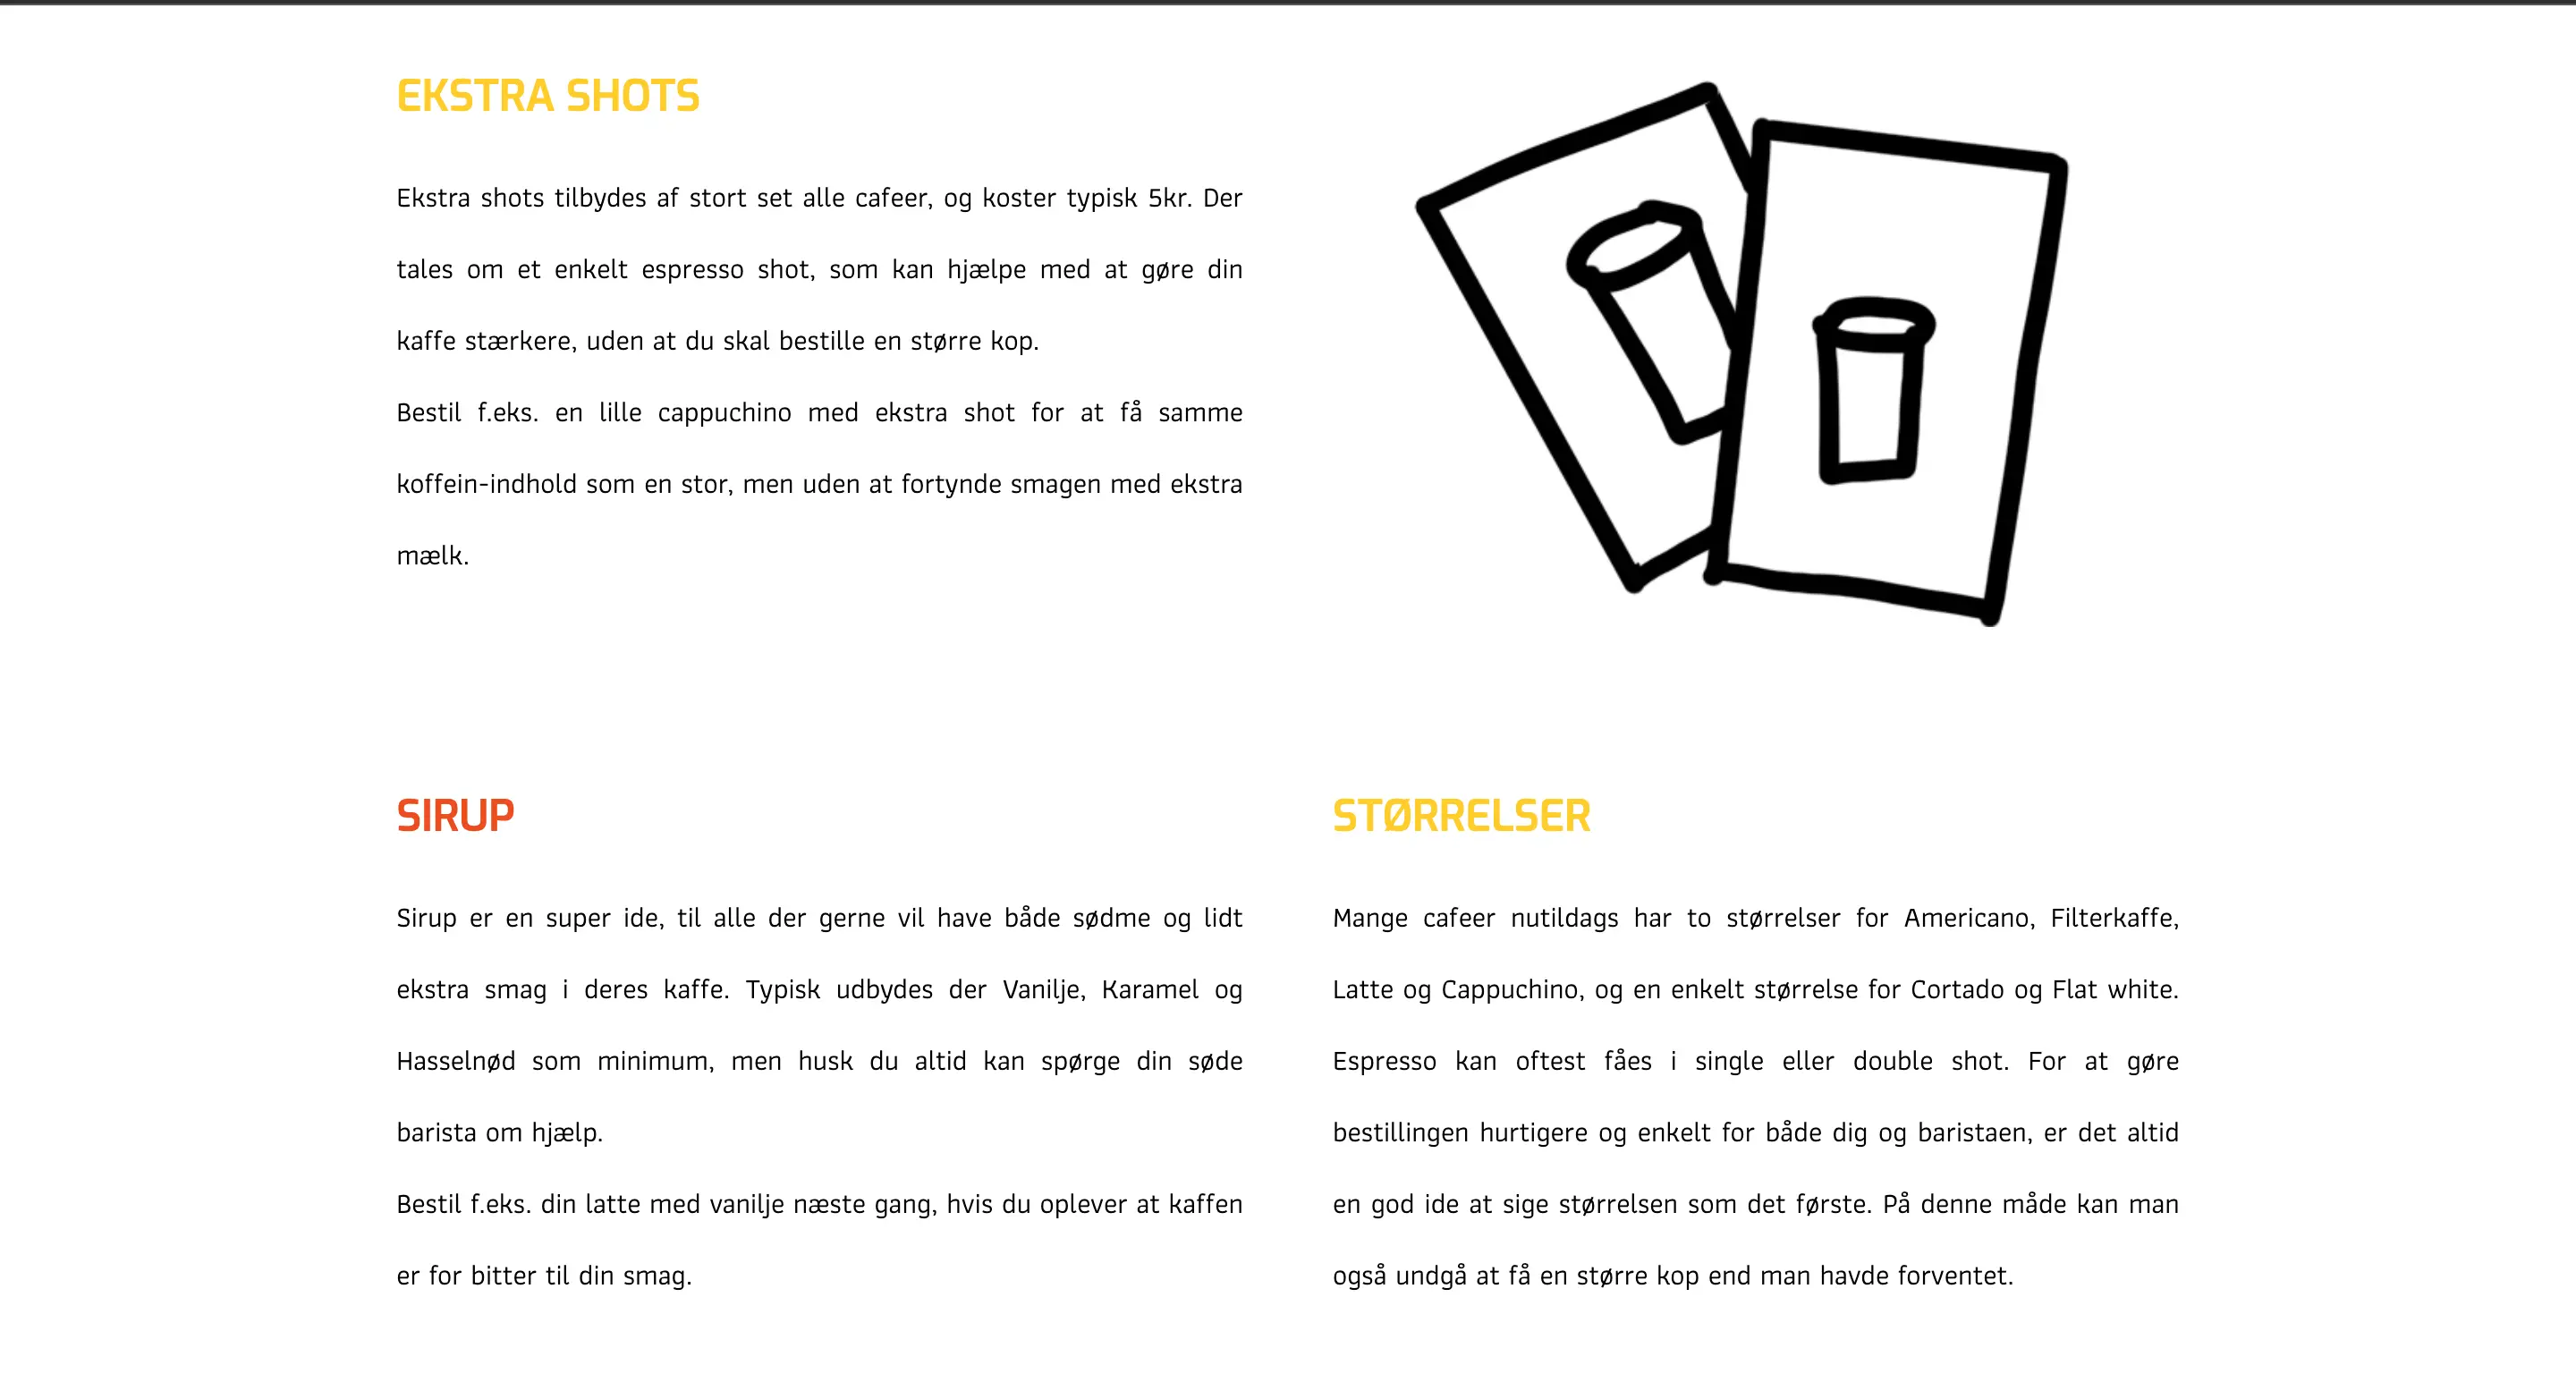 EKSTRA SHOTS
Ekstra shots tilbydes af stort set alle cafeer, og koster typisk 5kr. Der
tales om et enkelt espresso shot, som kan hjælpe med at gøre din
kaffe stærkere, uden at du skal bestille en større kop.
Bestil f.eks. en lille cappuchino med ekstra shot for at få samme
koffein-indhold som en stor, men uden at fortynde smagen med ekstra
mælk.
SIRUP
Sirup er en super ide, til alle der gerne vil have både sødme og lidt
ekstra smag i deres kaffe. Typisk udbydes der Vanilje, Karamel og
Hasselnød som minimum, men husk du altid kan spørge din søde
barista om hjælp.
Bestil f.eks. din latte med vanilje næste gang, hvis du oplever at kaffen
er for bitter til din smag.
STØRRELSER
Mange cafeer nutildags har to størrelser for Americano, Filterkaffe,
Latte og Cappuchino, og en enkelt størrelse for Cortado og Flat white.
Espresso kan oftest fåes i single eller double shot. For at gøre
bestillingen hurtigere og enkelt for både dig og baristaen, er det altid
en god ide at sige størrelsen som det første. På denne måde kan man
også undgå at få en større kop end man havde forventet.